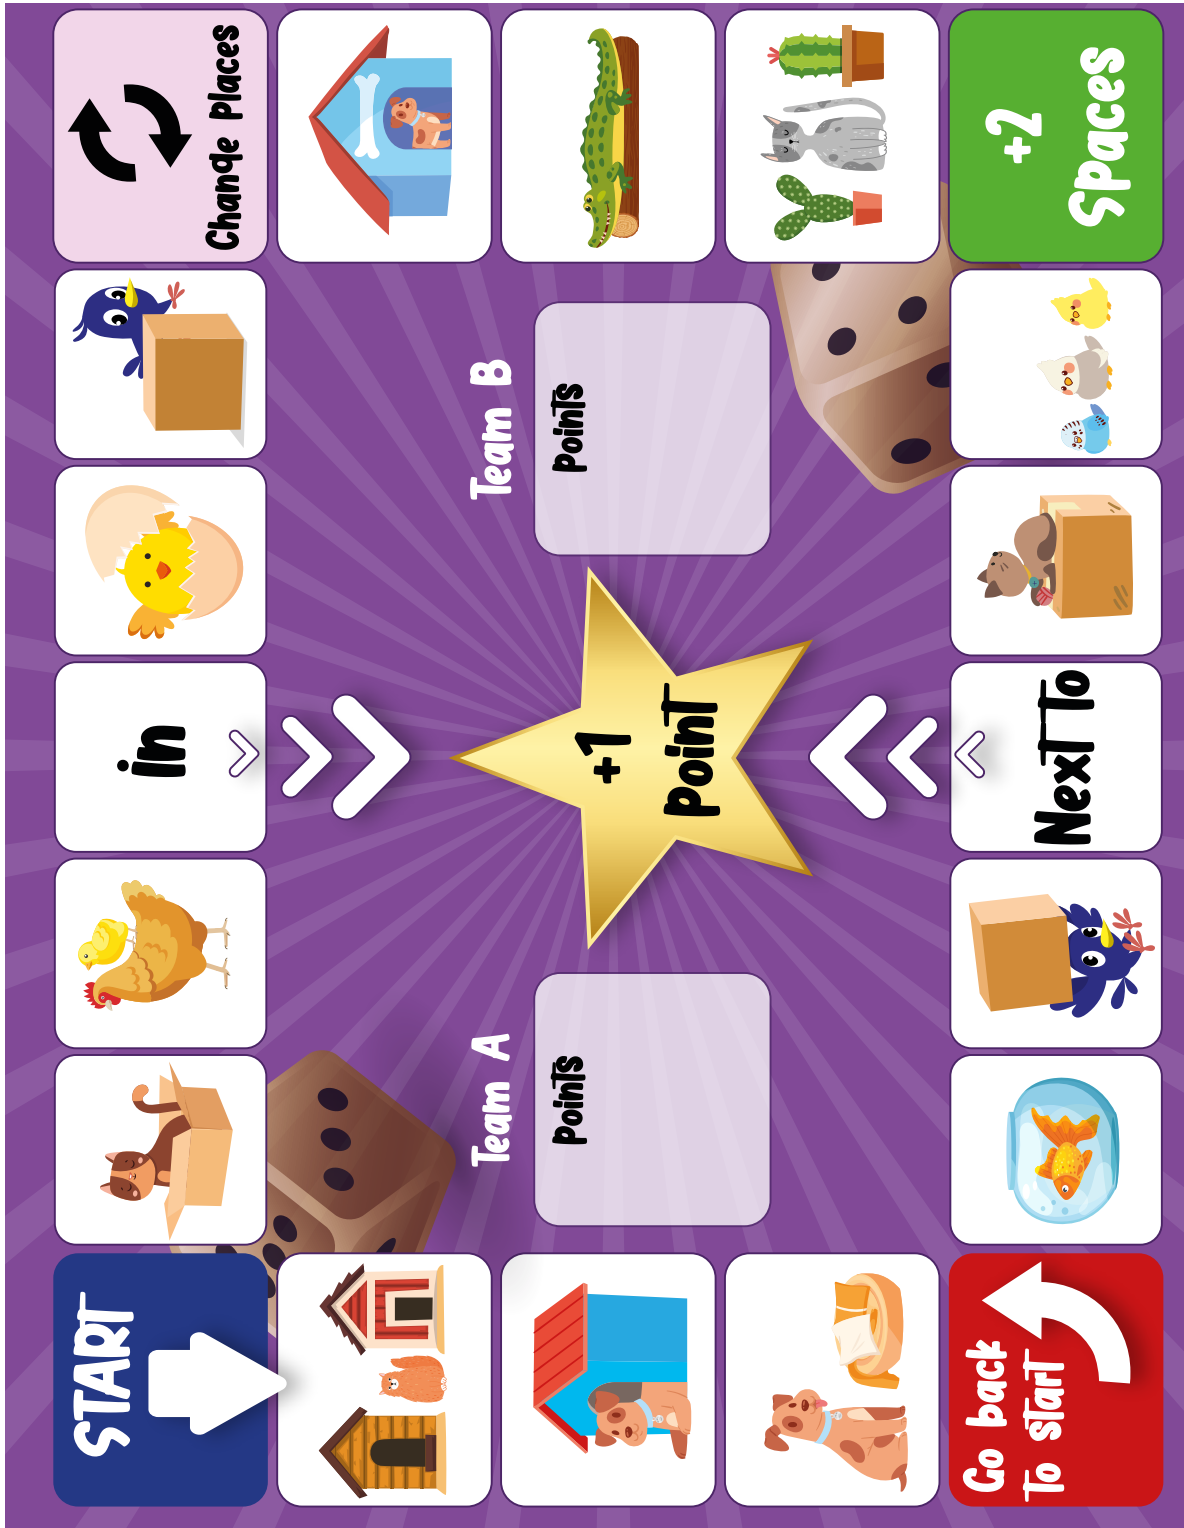 START
in
Change Places
Team A
Team B
Points
Points
+1
Point
Go back
To start
Next To
+2
Spaces